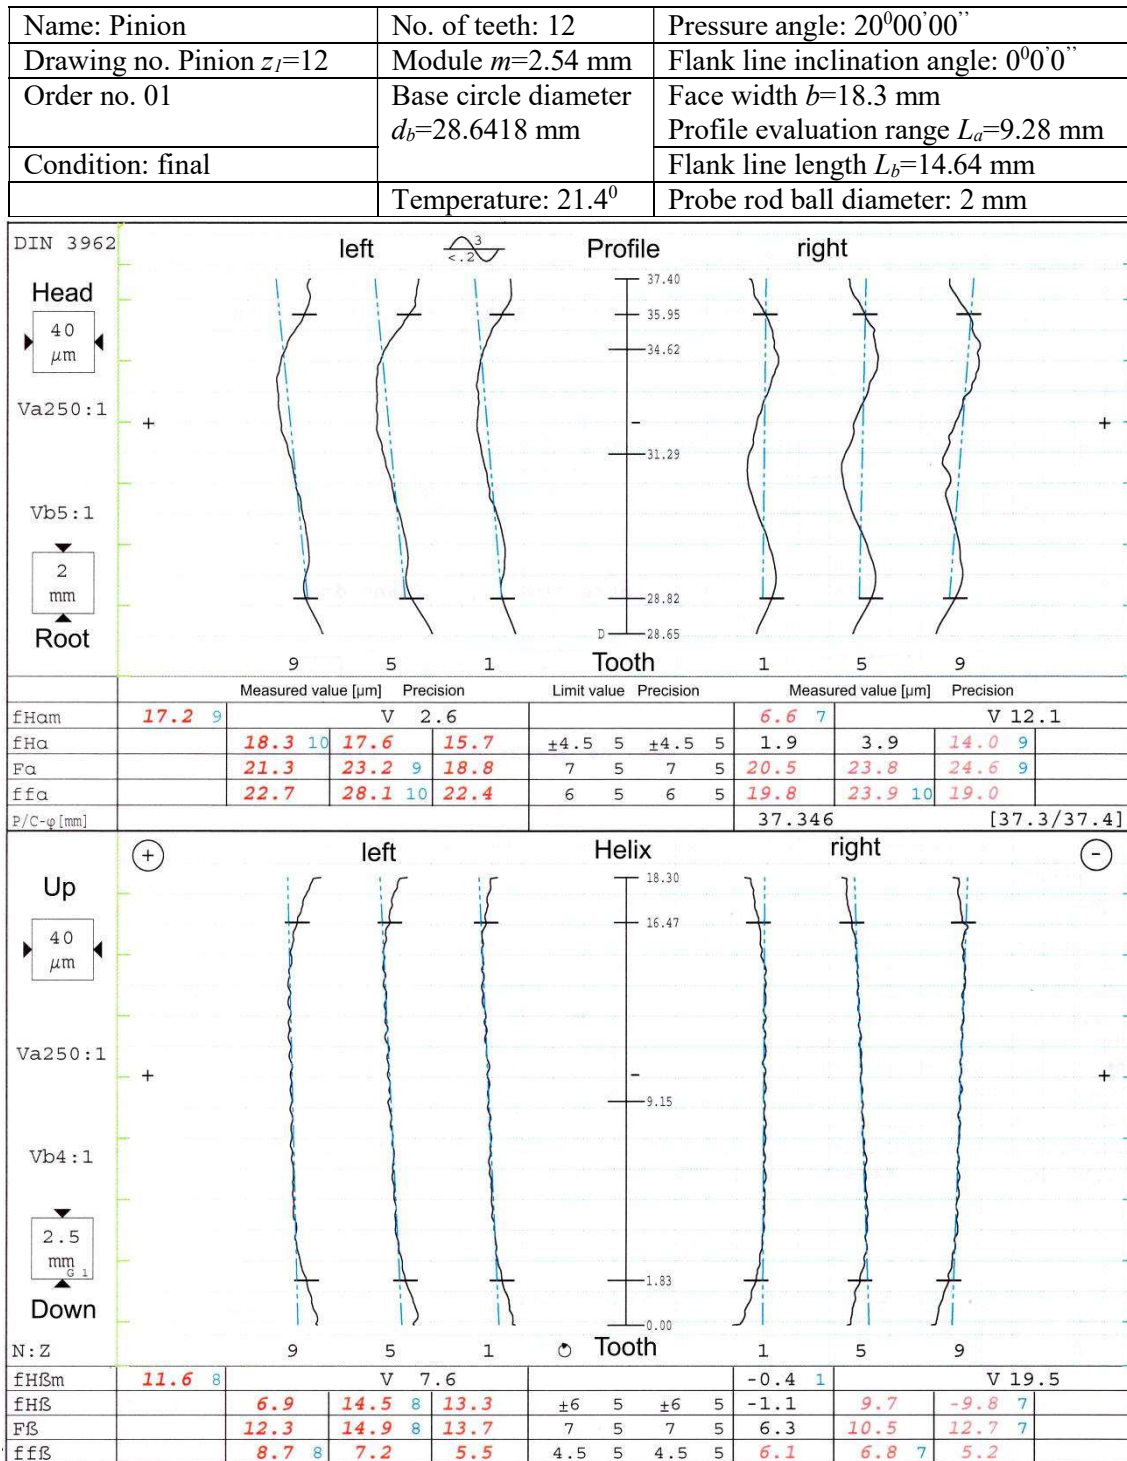 Name: Pinion No. of teeth: 12 Pressure angle: 20⁰00’00’’
Drawing no. Pinion z1=12 Module m=2.54 mm Flank line inclination angle: 0⁰0’0’’
Order no. 01 Base circle diameter Face width b=18.3 mm
db=28.6418 mm Profile evaluation range La=9.28 mm
Condition: final Flank line length Lb=14.64 mm
Temperature: 21.4⁰ Probe rod ball diameter: 2 mm
DIN 3962 left 3 Profile right
<.2
37.40
Head
35.95
40
µm
34.62
Va250:1
+ - +
31.29
Vb5:1
2
mm
28.82
Root
D 28.65
9 5 1 Tooth 1 5 9
Measured value [µm] Precision Limit value Precision Measured value [µm] Precision
fHαm 17.2 9 V 2.6 6.6 7 V 12.1
fHα 18.3 10 17.6 15.7 ±4.5 5 ±4.5 5 1.9 3.9 14.0 9
Fα 21.3 23.2 9 18.8 7 5 7 5 20.5 23.8 24.6 9
ffα 22.7 28.1 10 22.4 6 5 6 5 19.8 23.9 10 19.0
P/C-φ[mm] 37.346 [37.3/37.4]
+ left Helix right -
18.30
Up
16.47
40
µm
Va250:1
+ - +
9.15
Vb4:1
2.5
mm
G 1
1.83
Down
0.00
N:Z 9 5 1 Tooth 1 5 9
fHßm 11.6 8 V 7.6 -0.4 1 V 19.5
fHß 6.9 14.5 8 13.3 ±6 5 ±6 5 -1.1 9.7 -9.8 7
Fß 12.3 14.9 8 13.7 7 5 7 5 6.3 10.5 12.7 7
ffß 8.7 8 7.2 5.5 4.5 5 4.5 5 6.1 6.8 7 5.2